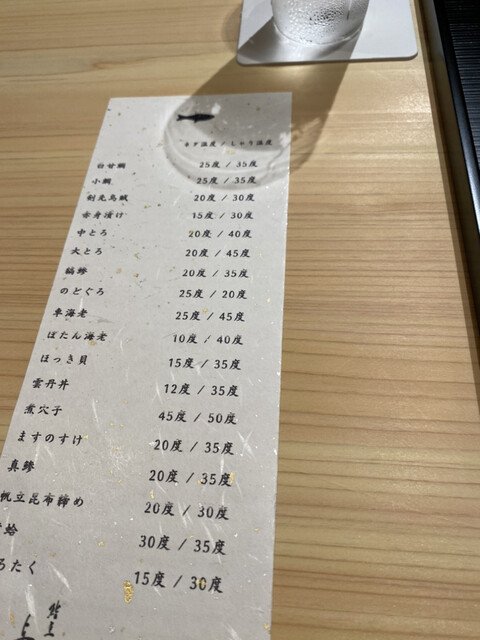 ネタ温度 / しゃり温度
白甘鯛 25度 / 35度
小鯛 25度 / 35度
剣先烏賊 20度 / 30度
赤身漬け 15度 / 30度
中とろ 20度 / 40度
大とろ 20度 / 45度
縞鯵 20度 / 35度
のどぐろ 25度 / 20度
車海老 25度 / 45度
ぼたん海老 10度 / 40度
ほっき貝 15度 / 35度
雲丹丼 12度 / 35度
煮穴子 45度 / 50度
ますのすけ 20度 / 35度
真鯵 20度 / 35度
帆立昆布締め 20度 / 30度
蛤 30度 / 35度
ろたく 15度 / 30度